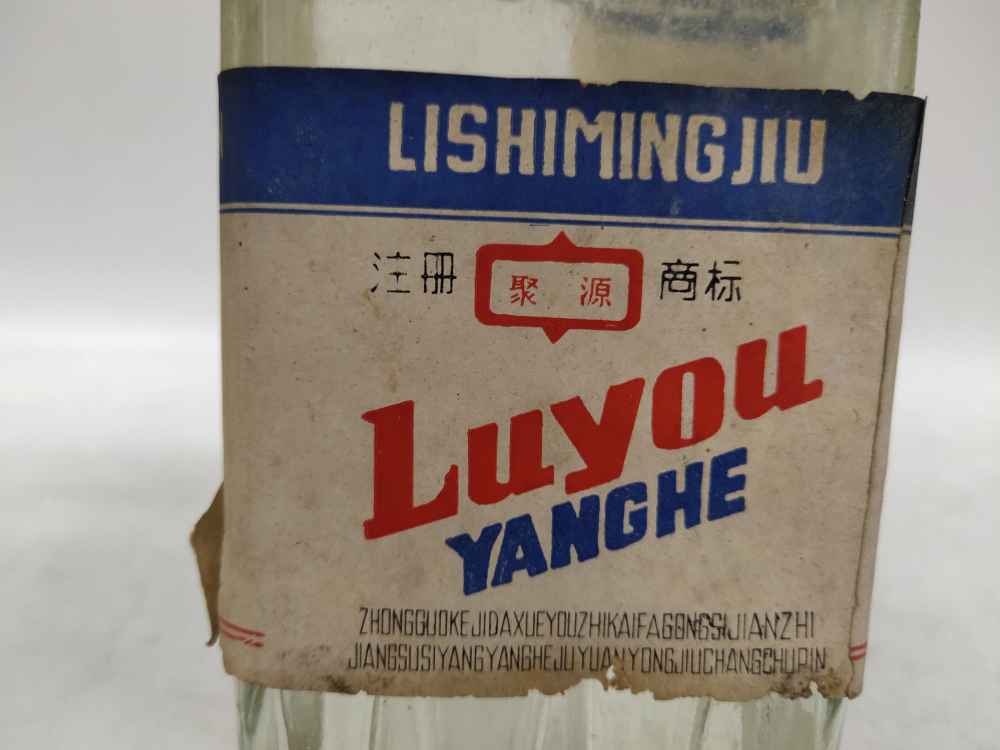 LISHIMINGJIU
注册 聚源 商标
Luyou
YANGHE
ZHONGGUOKEJIDAXUEYOUZHIKAIFAGONGSIJIANZHI
JIANGSUSIYANGYANGHEJUYUANYONGJIUCHANGCHUPIN